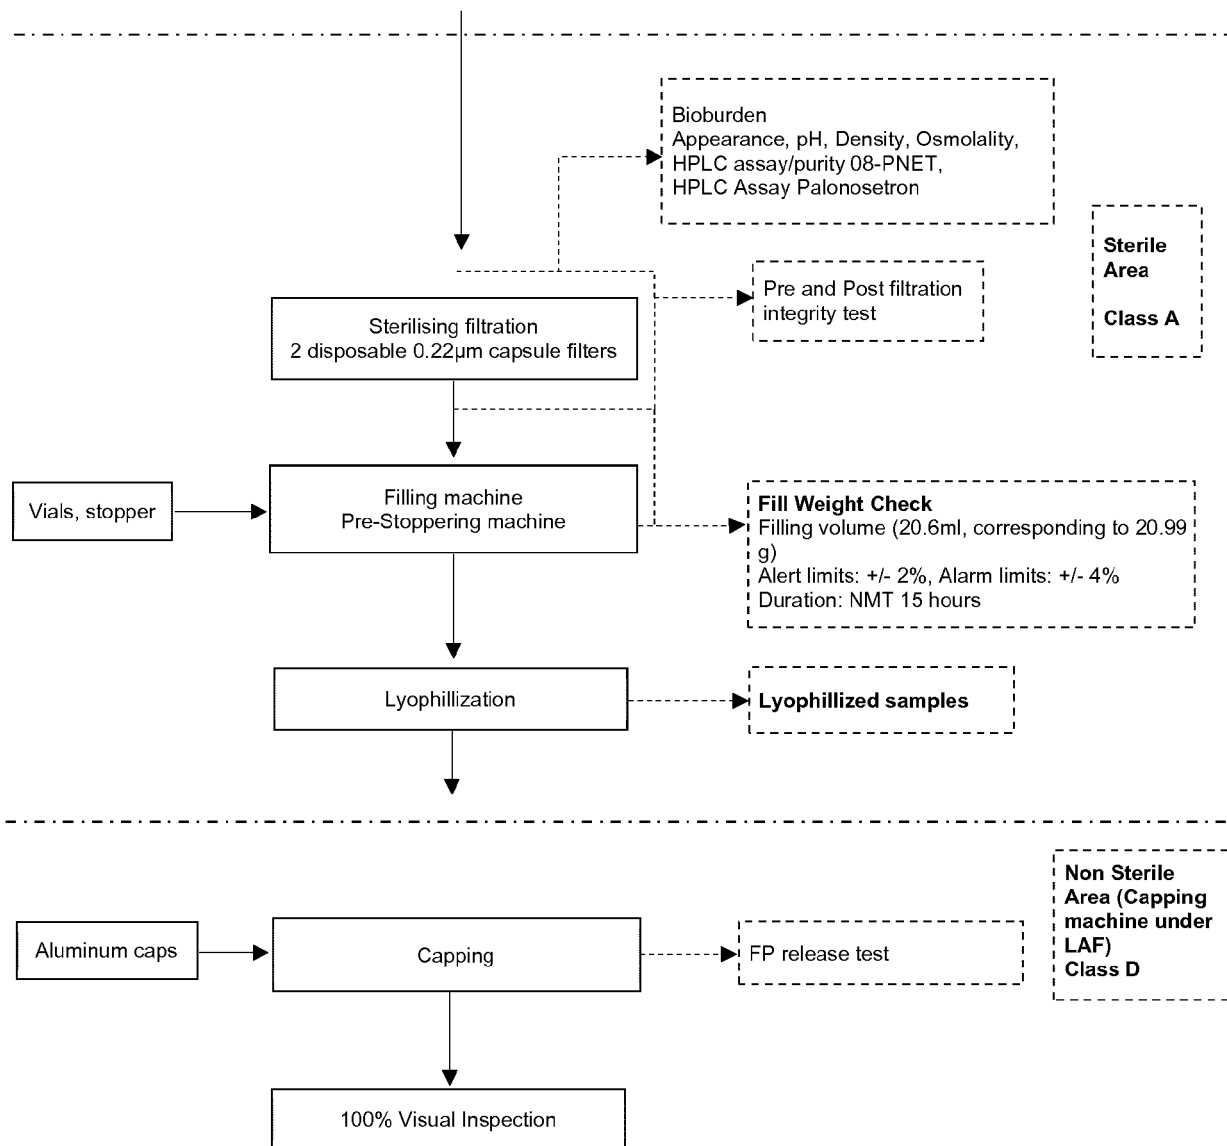 Bioburden
Appearance, pH, Density, Osmolality,
HPLC assay/purity 08-PNET,
HPLC Assay Palonosetron
Sterile
Area
Class A
Pre and Post filtration
integrity test
Sterilising filtration
2 disposable 0.22µm capsule filters
Vials, stopper
Filling machine
Pre-Stoppering machine
Fill Weight Check
Filling volume (20.6ml, corresponding to 20.99
g)
Alert limits: +/- 2%, Alarm limits: +/- 4%
Duration: NMT 15 hours
Lyophillization
Lyophillized samples
Non Sterile
Area (Capping
machine under
LAF)
Class D
Aluminum caps
Capping
FP release test
100% Visual Inspection